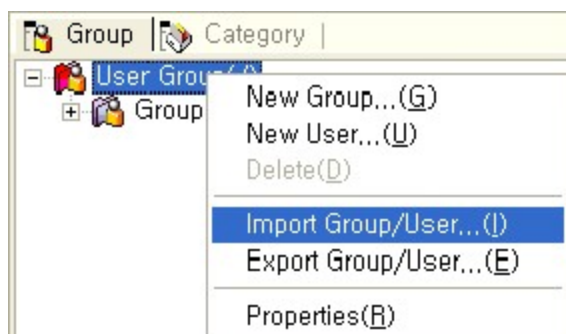 Group Category
User Group(/)
Group
New Group...(G)
New User...(U)
Delete(D)
Import Group/User...(I)
Export Group/User...(E)
Properties(R)